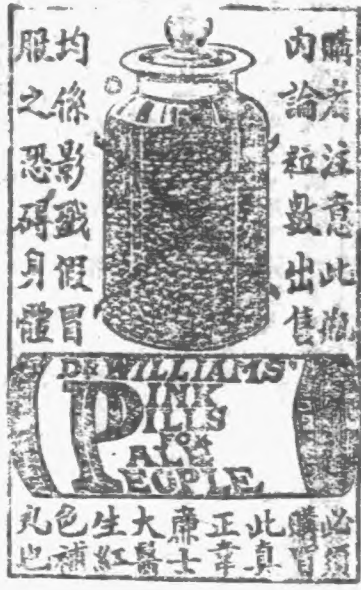 購者注意此瓶
內論粒數出售
均係影戤假冒
服之恐碍身體
DR WILLIAMS'
PINK
PILLS
FOR
PALE
PEOPLE
必須
購買
此真
正韋
廉士
大醫
生紅
色補
丸也